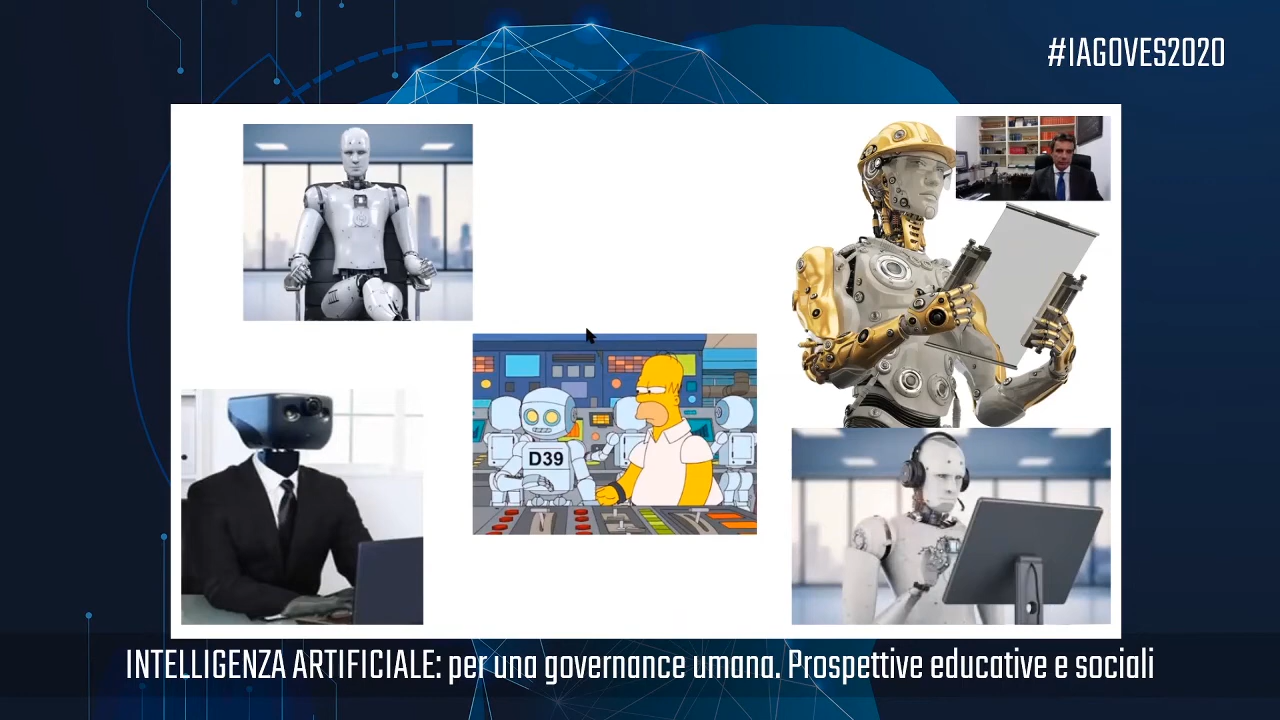 #IAGOVES2020
D39
INTELLIGENZA ARTIFICIALE: per una governance umana. Prospettive educative e sociali